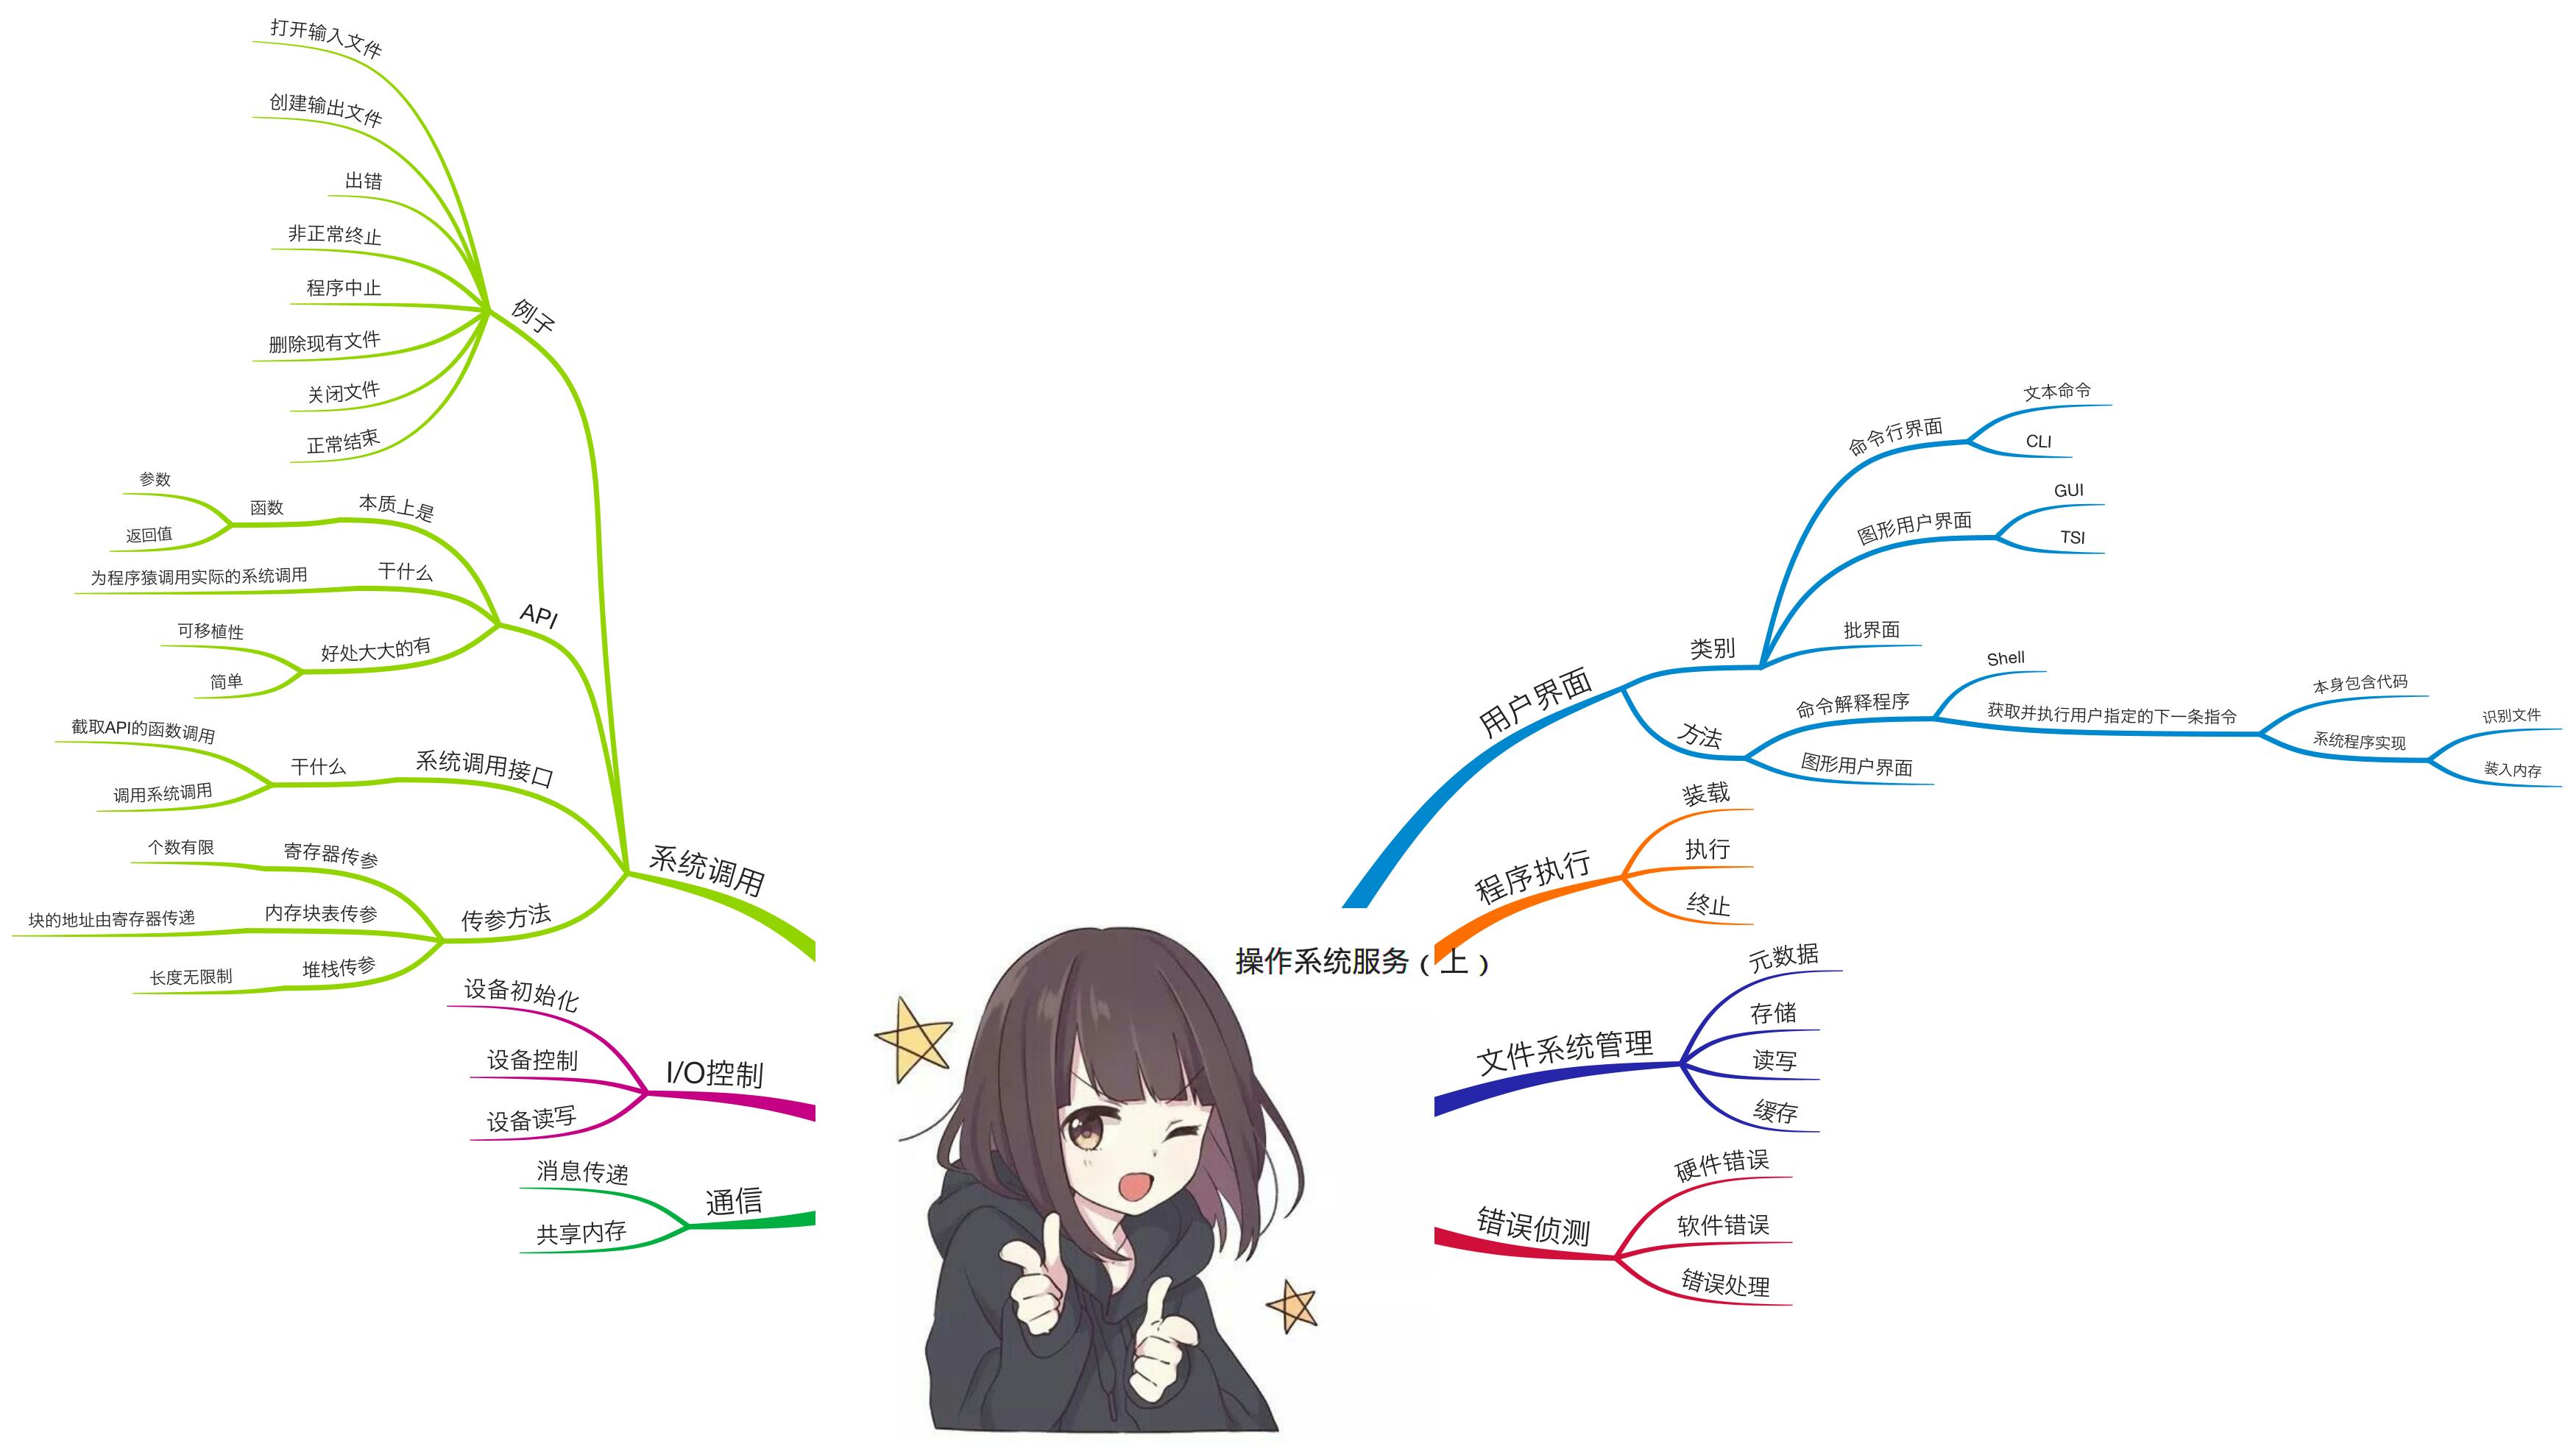 操作系统服务（上）
用户界面
类别
命令行界面
文本命令
CLI
图形用户界面
GUI
TSI
批界面
方法
命令解释程序
Shell
获取并执行用户指定的下一条指令
本身包含代码
系统程序实现
识别文件
装入内存
图形用户界面
程序执行
装载
执行
终止
文件系统管理
元数据
存储
读写
缓存
错误侦测
硬件错误
软件错误
错误处理
系统调用
例子
打开输入文件
创建输出文件
出错
非正常终止
程序中止
删除现有文件
关闭文件
正常结束
API
本质上是
函数
参数
返回值
干什么
为程序猿调用实际的系统调用
好处大大的有
可移植性
简单
系统调用接口
干什么
截取API的函数调用
调用系统调用
传参方法
寄存器传参
个数有限
内存块表传参
块的地址由寄存器传递
堆栈传参
长度无限制
I/O控制
设备初始化
设备控制
设备读写
通信
消息传递
共享内存